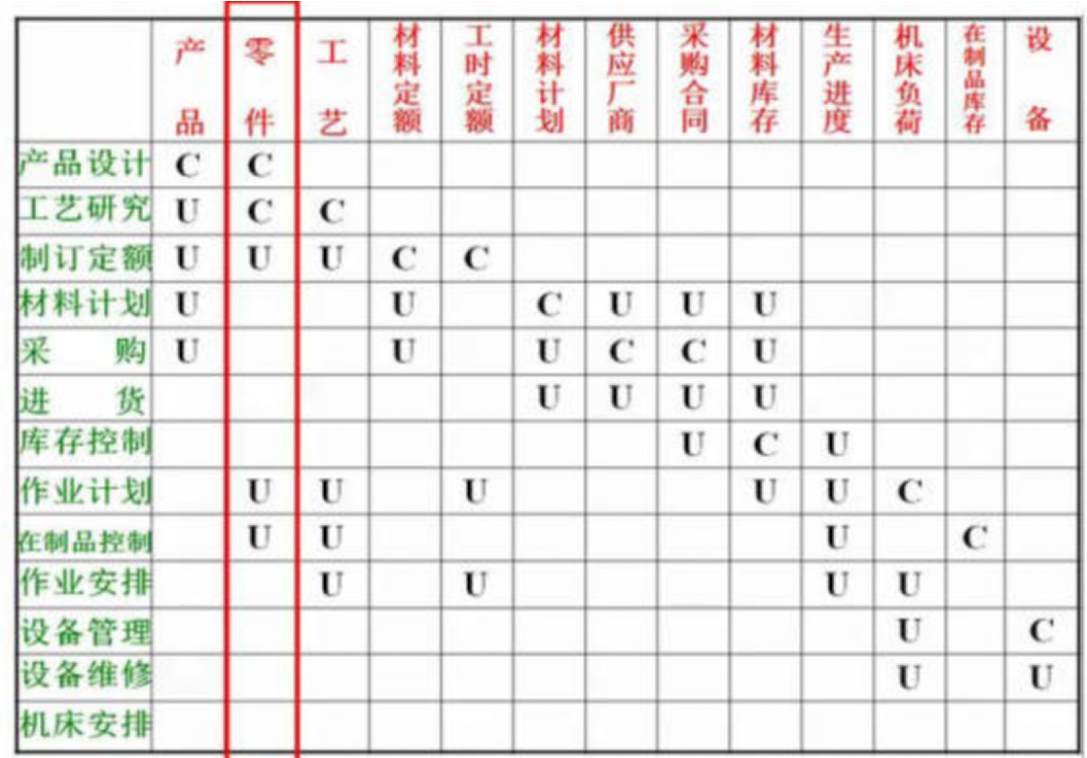 产品 零件 工艺 材料定额 工时定额 材料计划 供应厂商 采购合同 材料库存 生产进度 机床负荷 在制品库存 设备
产品设计 C C
工艺研究 U C C
制订定额 U U U C C
材料计划 U U C U U U
采购 U U U C C U
进货 U U U U
库存控制 U C U
作业计划 U U U U U C
在制品控制 U U U C
作业安排 U U U U
设备管理 U C
设备维修 U U
机床安排